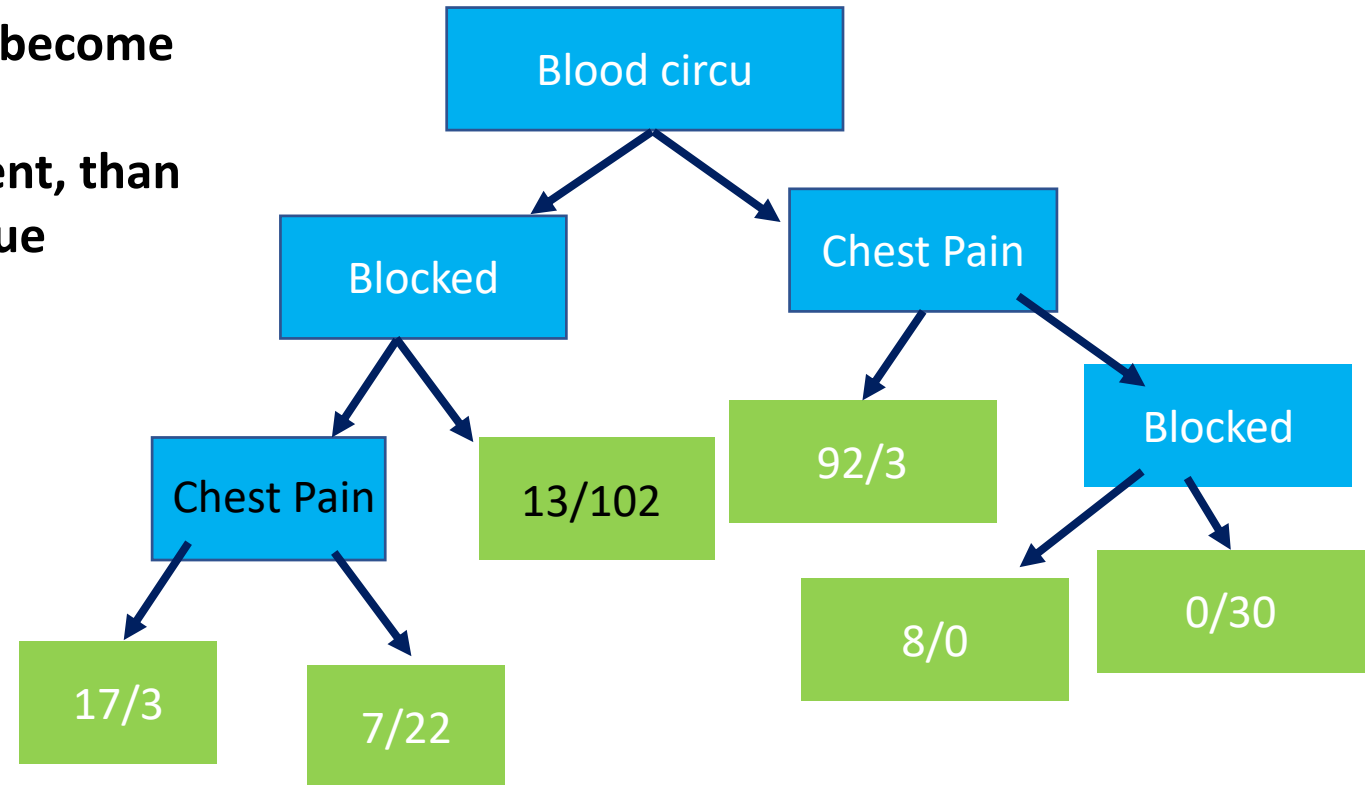 become
ent, than
ue
Blood circu
Blocked
Chest Pain
Chest Pain
13/102
92/3
Blocked
17/3
7/22
8/0
0/30